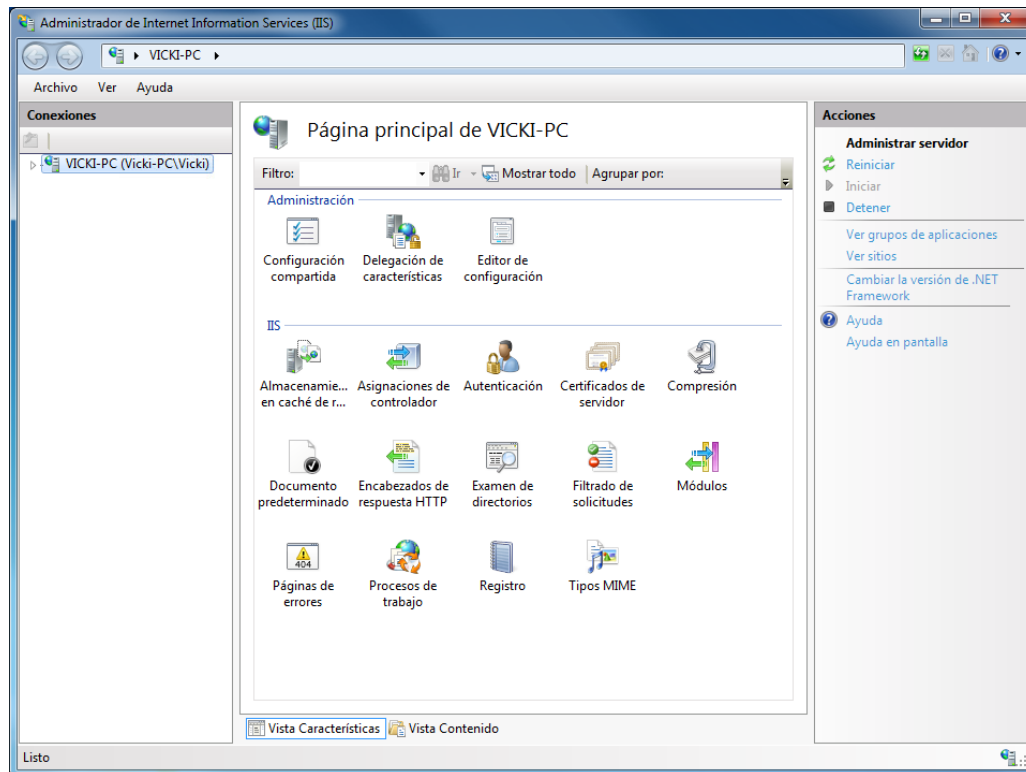 Administrador de Internet Information Services (IIS)
VICKI-PC
Archivo Ver Ayuda
Conexiones
VICKI-PC (Vicki-PC\Vicki)
Página principal de VICKI-PC
Filtro: Ir Mostrar todo Agrupar por:
Administración
Configuración compartida
Delegación de características
Editor de configuración
IIS
Almacenamie... en caché de r...
Asignaciones de controlador
Autenticación
Certificados de servidor
Compresión
Documento predeterminado
Encabezados de respuesta HTTP
Examen de directorios
Filtrado de solicitudes
Módulos
404
Páginas de errores
Procesos de trabajo
Registro
Tipos MIME
Vista Características Vista Contenido
Acciones
Administrar servidor
Reiniciar
Iniciar
Detener
Ver grupos de aplicaciones
Ver sitios
Cambiar la versión de .NET
Framework
Ayuda
Ayuda en pantalla
Listo